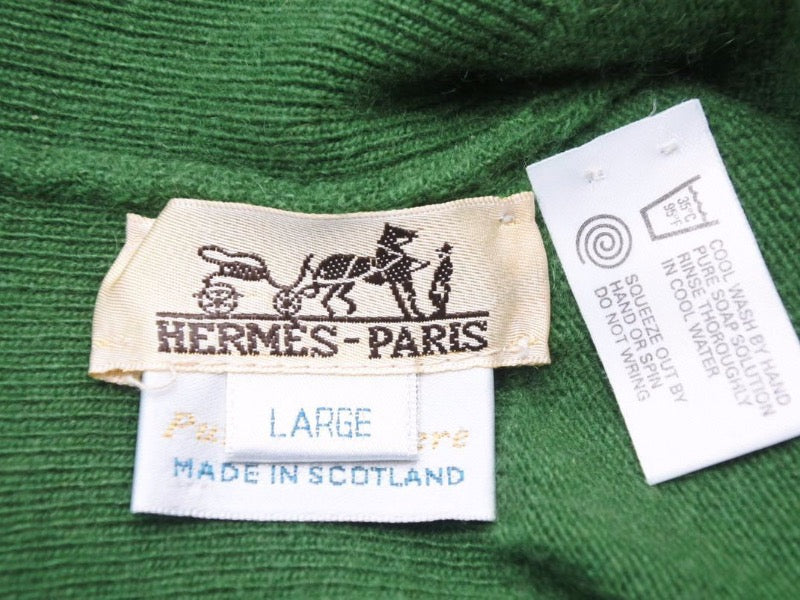 HERMÈS-PARIS
LARGE
MADE IN SCOTLAND
35°C
95°F
COOL WASH BY HAND
PURE SOAP SOLUTION
RINSE THOROUGHLY
IN COOL WATER
SQUEEZE OUT BY
HAND OR SPIN
DO NOT WRING